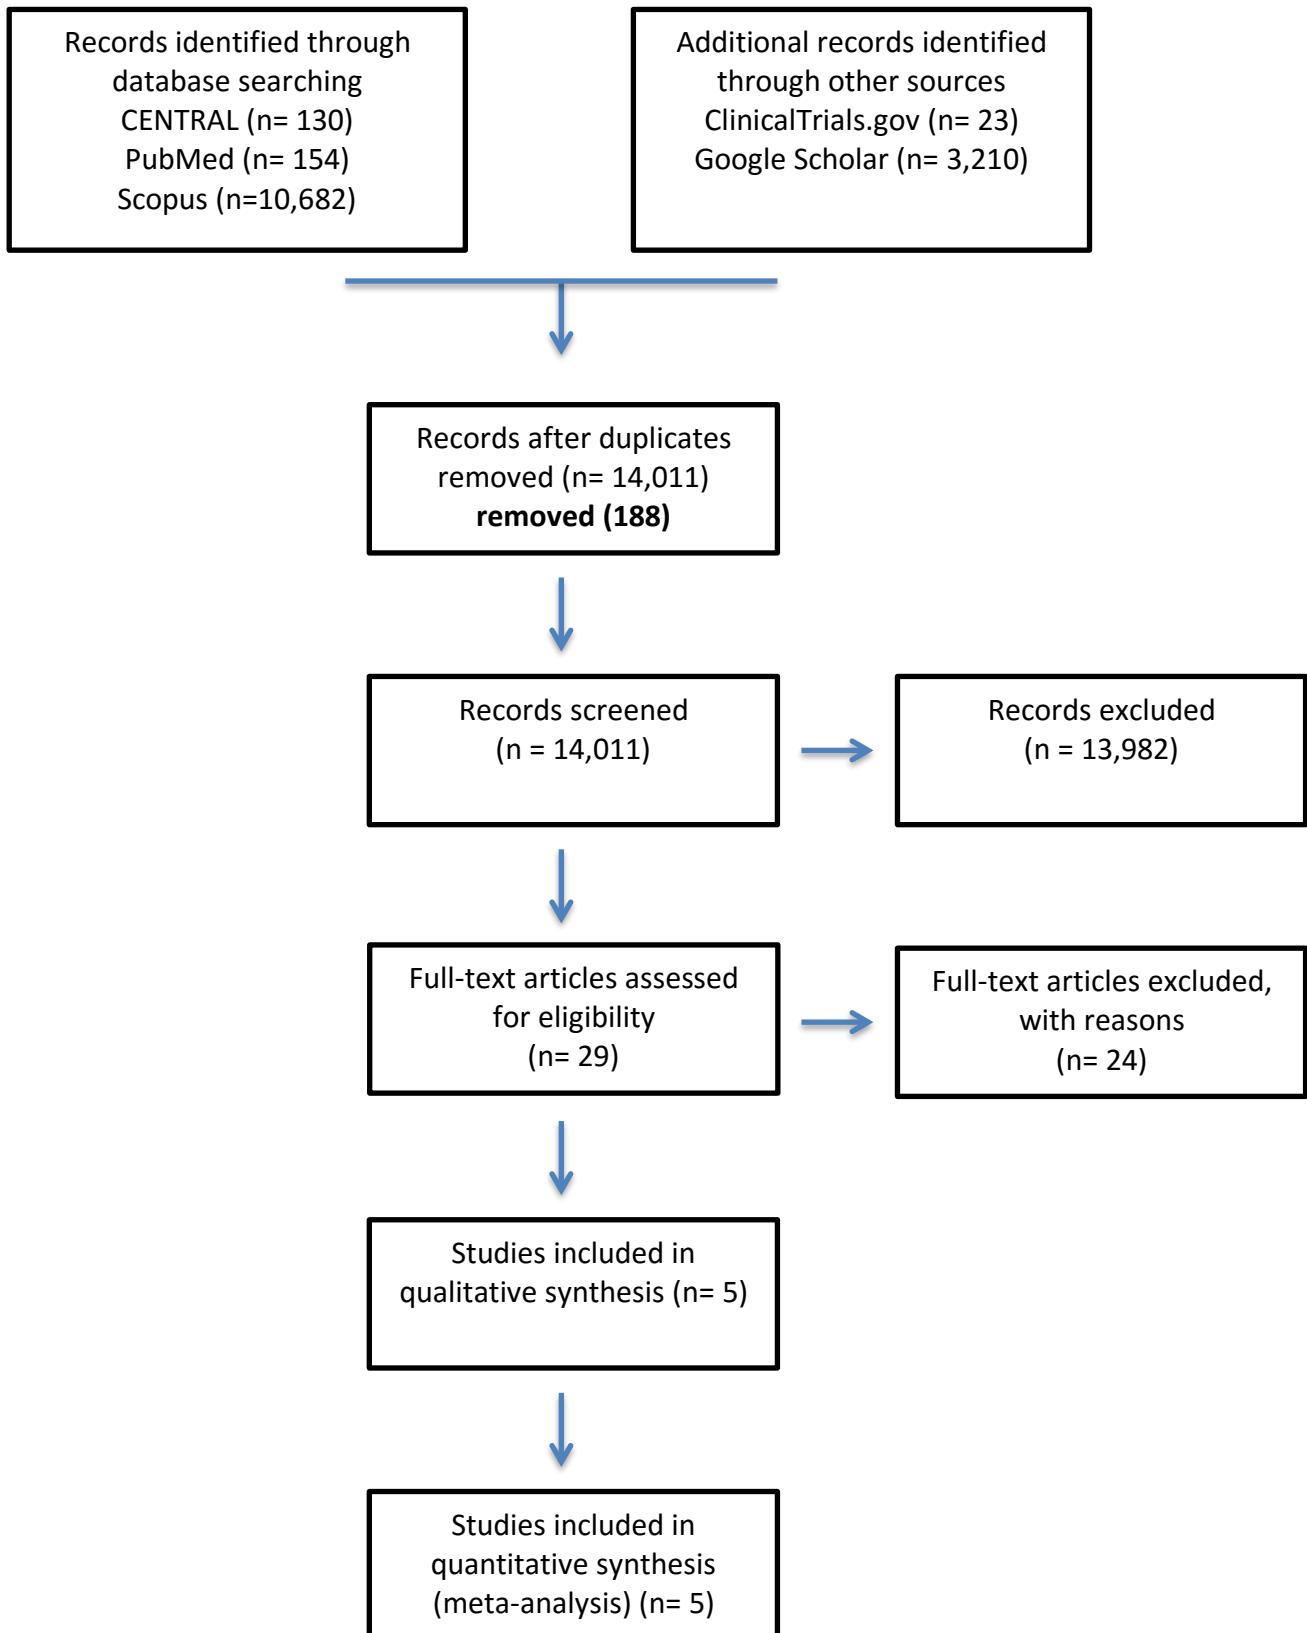 Records identified through
database searching
CENTRAL (n= 130)
PubMed (n= 154)
Scopus (n=10,682)
Additional records identified
through other sources
ClinicalTrials.gov (n= 23)
Google Scholar (n= 3,210)
Records after duplicates
removed (n= 14,011)
removed (188)
Records screened
(n = 14,011)
Records excluded
(n = 13,982)
Full-text articles assessed
for eligibility
(n= 29)
Full-text articles excluded,
with reasons
(n= 24)
Studies included in
qualitative synthesis (n= 5)
Studies included in
quantitative synthesis
(meta-analysis) (n= 5)